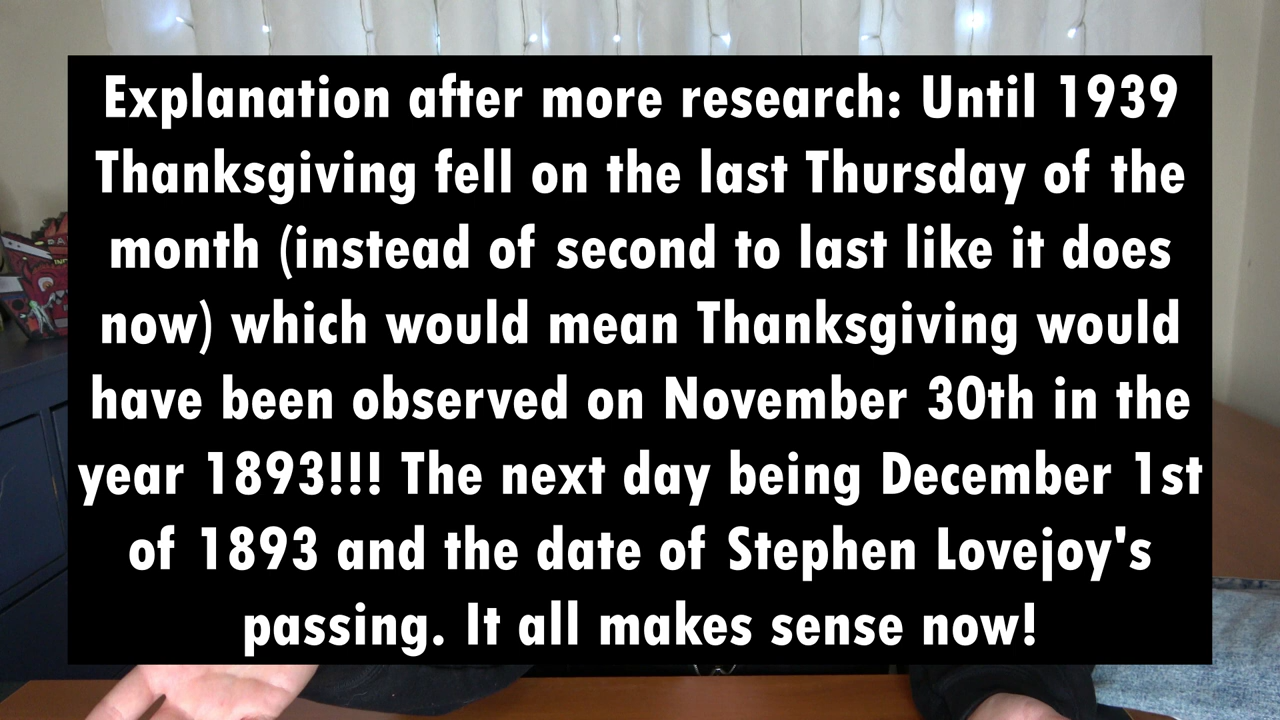 Explanation after more research: Until 1939
Thanksgiving fell on the last Thursday of the
month (instead of second to last like it does
now) which would mean Thanksgiving would
have been observed on November 30th in the
year 1893!!! The next day being December 1st
of 1893 and the date of Stephen Lovejoy's
passing. It all makes sense now!